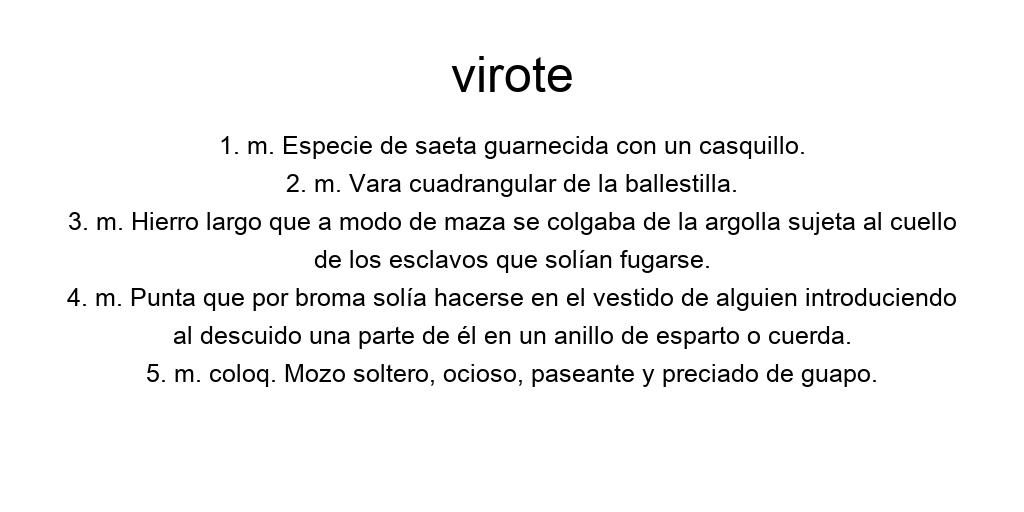 virote
1. m. Especie de saeta guarnecida con un casquillo.
2. m. Vara cuadrangular de la ballestilla.
3. m. Hierro largo que a modo de maza se colgaba de la argolla sujeta al cuello
de los esclavos que solían fugarse.
4. m. Punta que por broma solía hacerse en el vestido de alguien introduciendo
al descuido una parte de él en un anillo de esparto o cuerda.
5. m. coloq. Mozo soltero, ocioso, paseante y preciado de guapo.